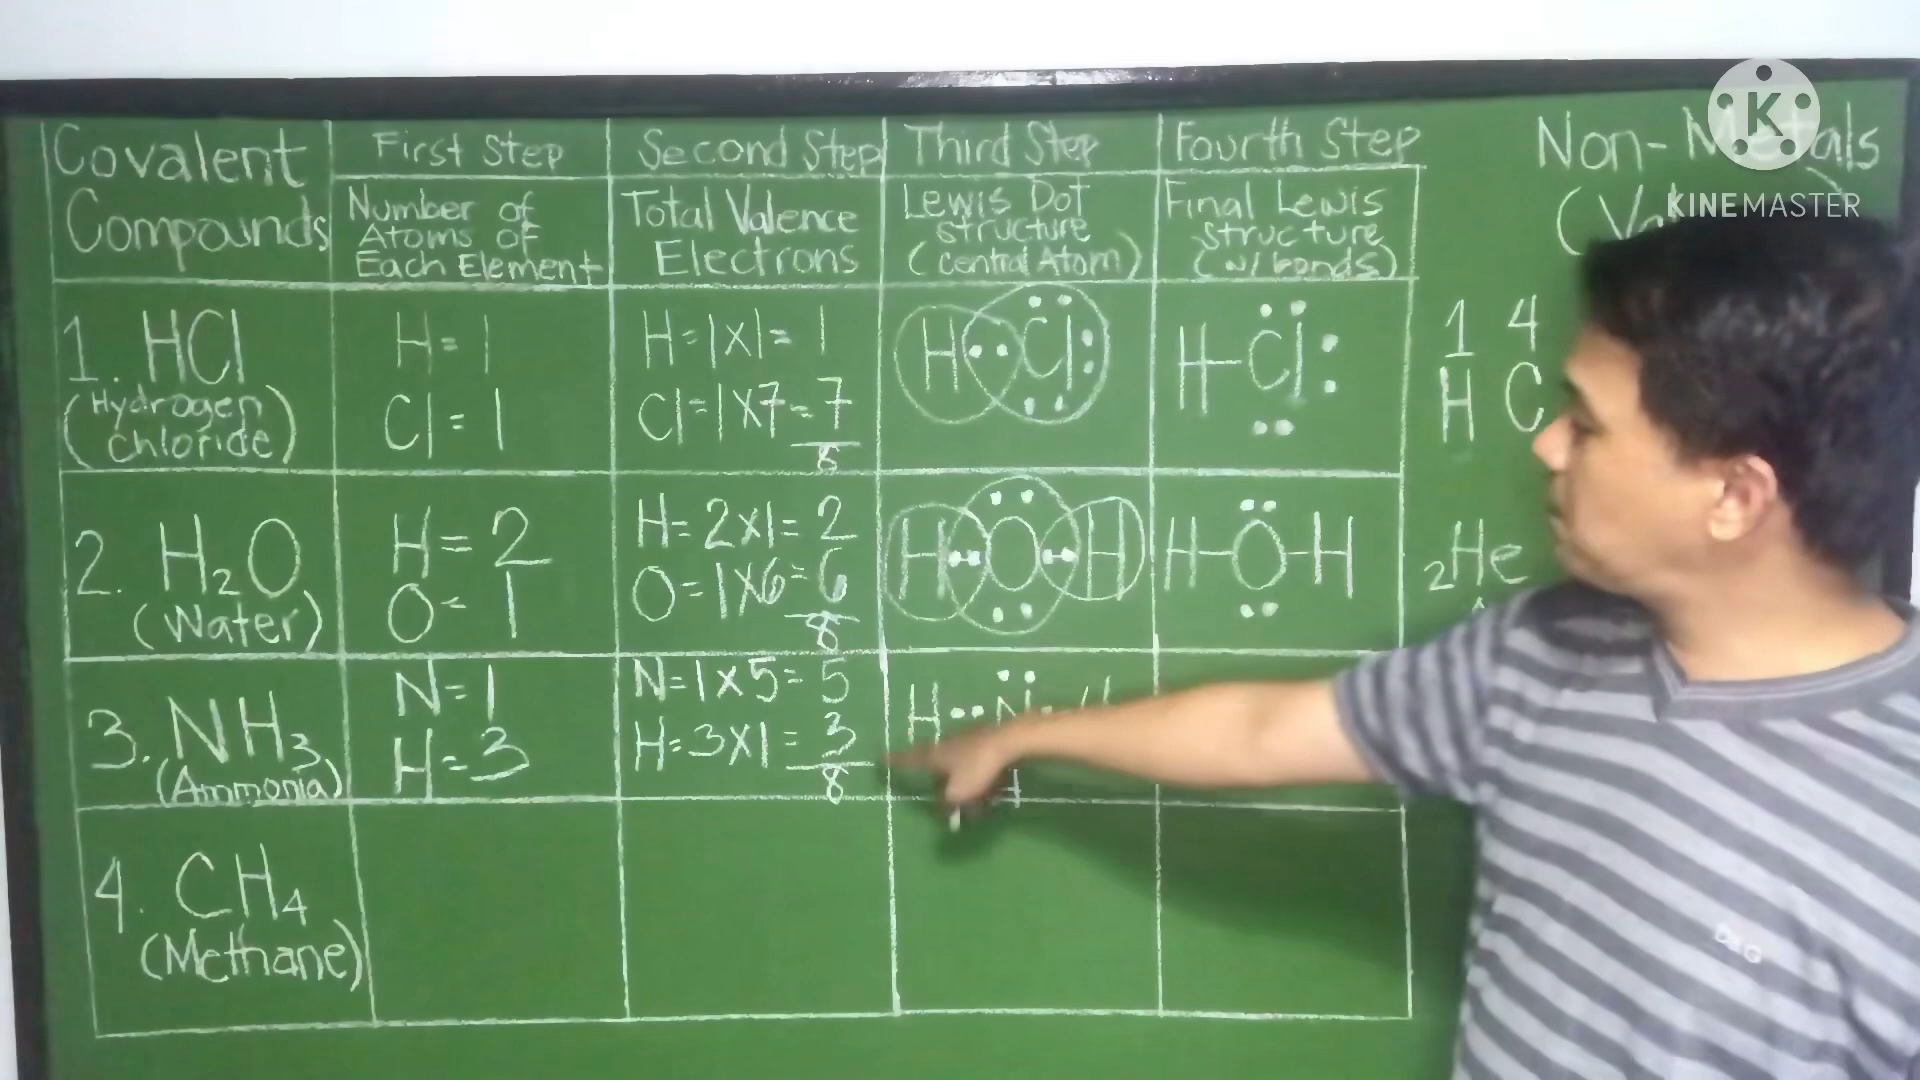 Covalent
Compounds
First Step
Second Step
Third Step
Fourth Step
Number of
Atoms of
Each Element
Total Valence
Electrons
Lewis Dot
structure
(central Atom)
Final Lewis
structure
(w/ bonds)
1. HCl
(Hydrogen
chloride)
H = 1
Cl = 1
H = 1x1 = 1
Cl = 1x7 = 7
8
H Cl
H-Cl
2. H₂O
(Water)
H = 2
O = 1
H = 2x1 = 2
O = 1x6 = 6
8
H O H
H-O-H
3. NH₃
(Ammonia)
N = 1
H = 3
N = 1x5 = 5
H = 3x1 = 3
8
H N
4. CH₄
(Methane)
Non-Metals
1 4
H C
₂He
KINEMASTER
D&G